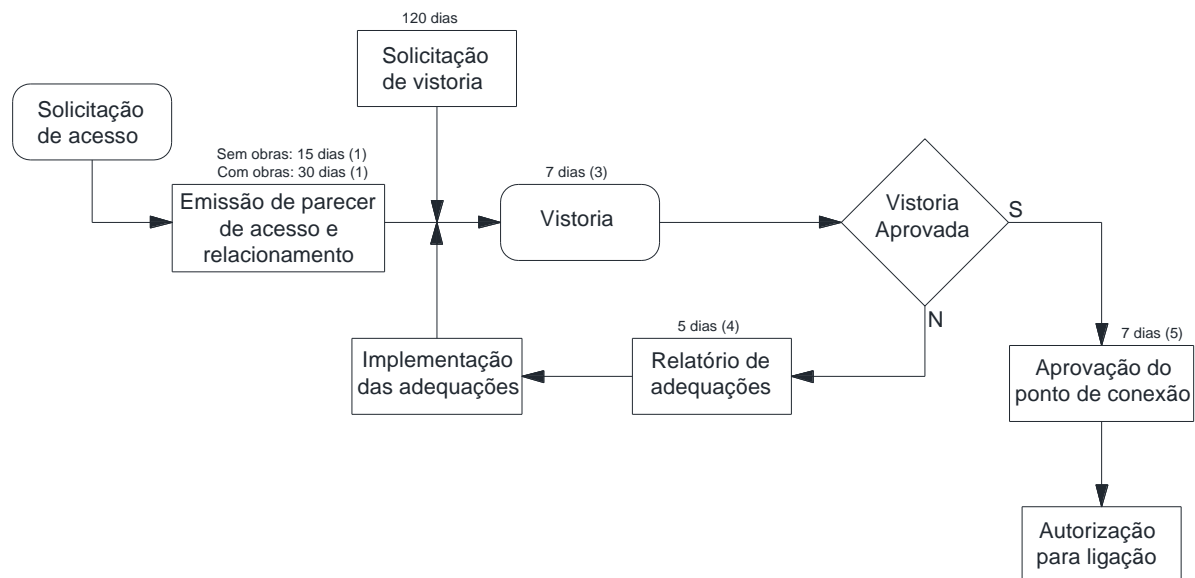 120 dias
Solicitação
de vistoria
Solicitação
de acesso
Sem obras: 15 dias (1)
Com obras: 30 dias (1)
Emissão de parecer
de acesso e
relacionamento
7 dias (3)
Vistoria
Vistoria
Aprovada
S
N
5 dias (4)
Relatório de
adequações
Implementação
das adequações
7 dias (5)
Aprovação do
ponto de conexão
Autorização
para ligação